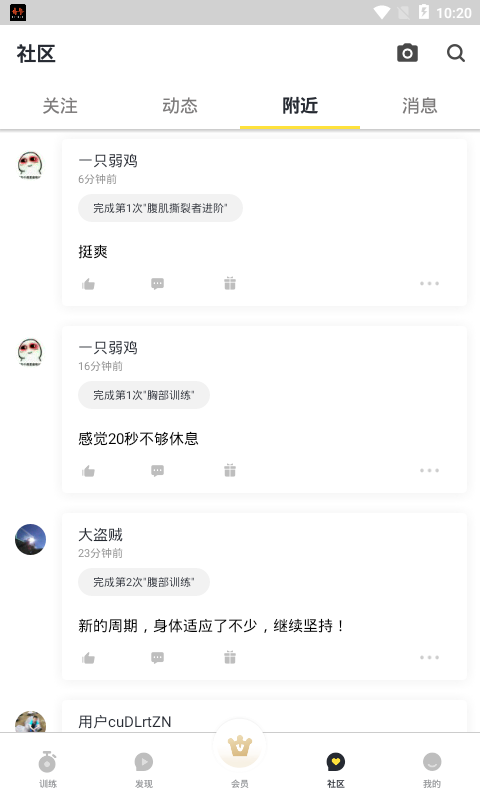 10:20
社区
关注
动态
附近
消息
一只弱鸡
6分钟前
完成第1次"腹肌撕裂者进阶"
挺爽
一只弱鸡
16分钟前
完成第1次"胸部训练"
感觉20秒不够休息
大盗贼
23分钟前
完成第2次"腹部训练"
新的周期，身体适应了不少，继续坚持！
用户cuDLrtZN
训练
发现
会员
社区
我的